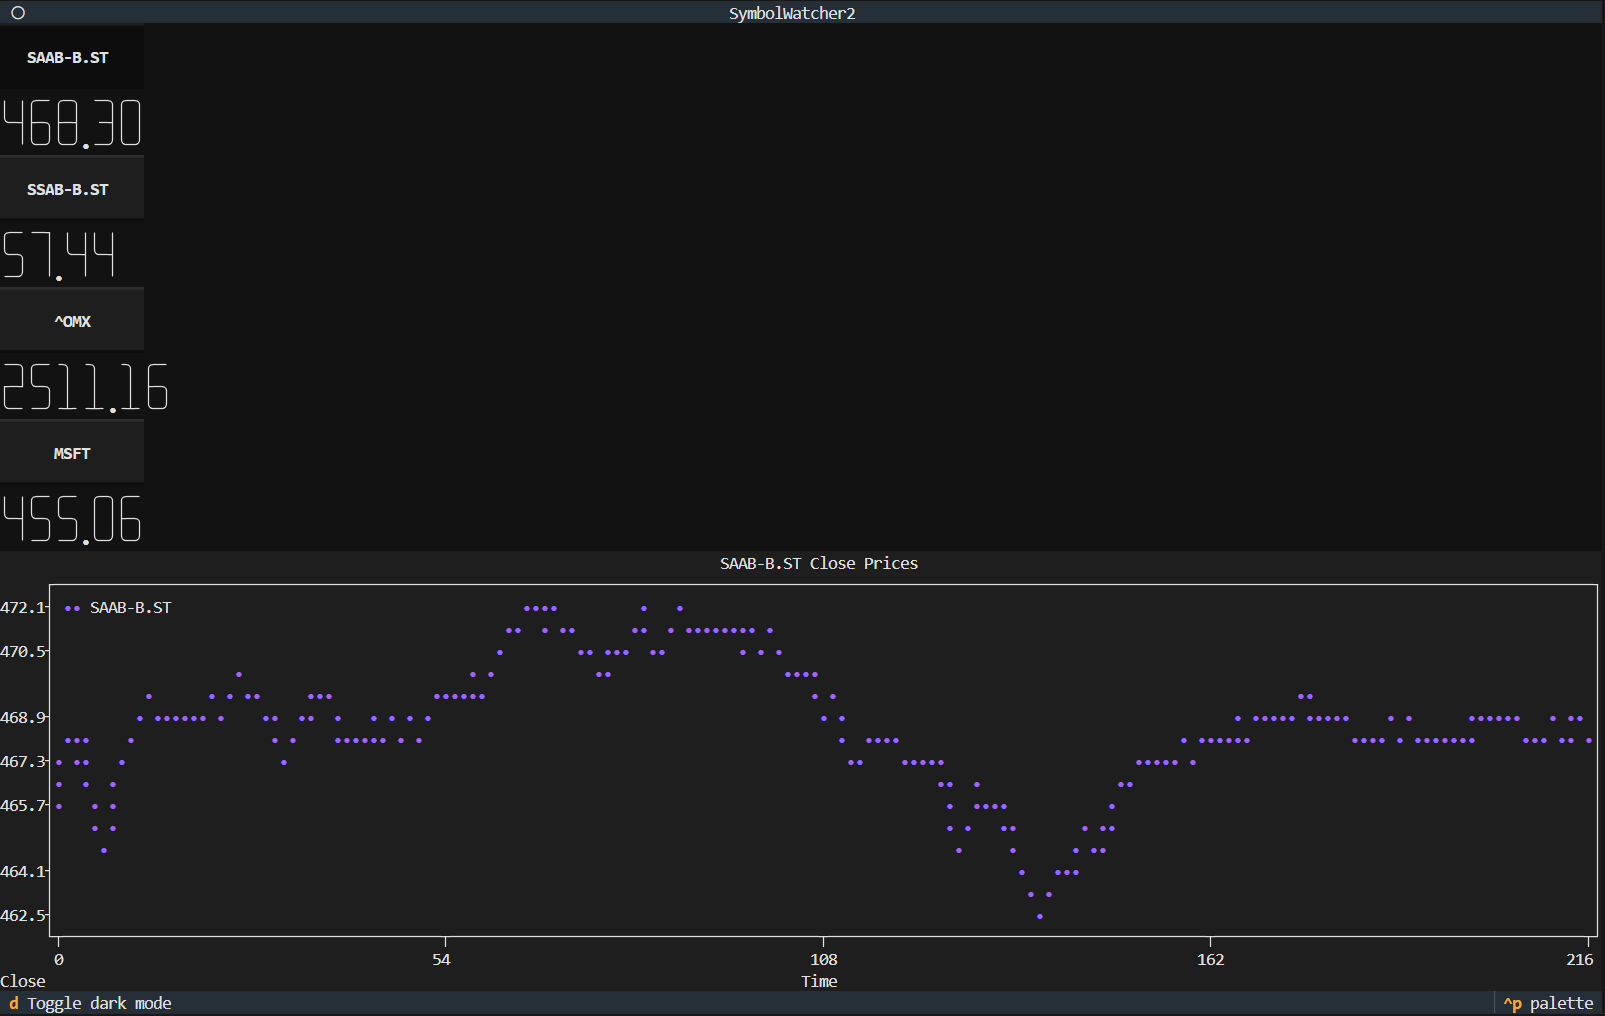 SymbolWatcher2
SAAB-B.ST
468.30
SSAB-B.ST
57.44
^OMX
2511.16
MSFT
455.06
SAAB-B.ST Close Prices
SAAB-B.ST
472.1
470.5
468.9
467.3
465.7
464.1
462.5
0 54 108 162 216
Close Time
d Toggle dark mode ^p palette